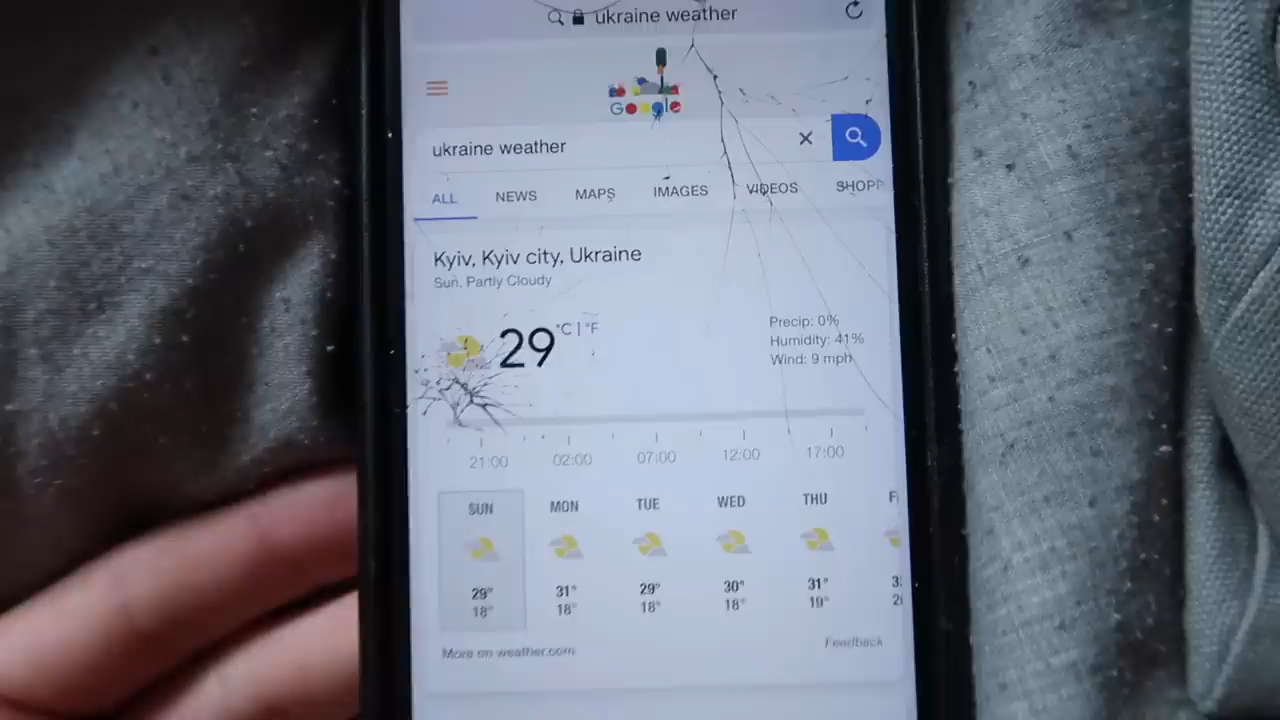 ukraine weather
Google
ukraine weather
ALL NEWS MAPS IMAGES VIDEOS SHOPP
Kyiv, Kyiv city, Ukraine
Sun, Partly Cloudy
29 °C | °F
Precip: 0%
Humidity: 41%
Wind: 9 mph
21:00 02:00 07:00 12:00 17:00
SUN MON TUE WED THU
29° 31° 29° 30° 31°
18° 18° 18° 18° 19°
More on weather.com
Feedback